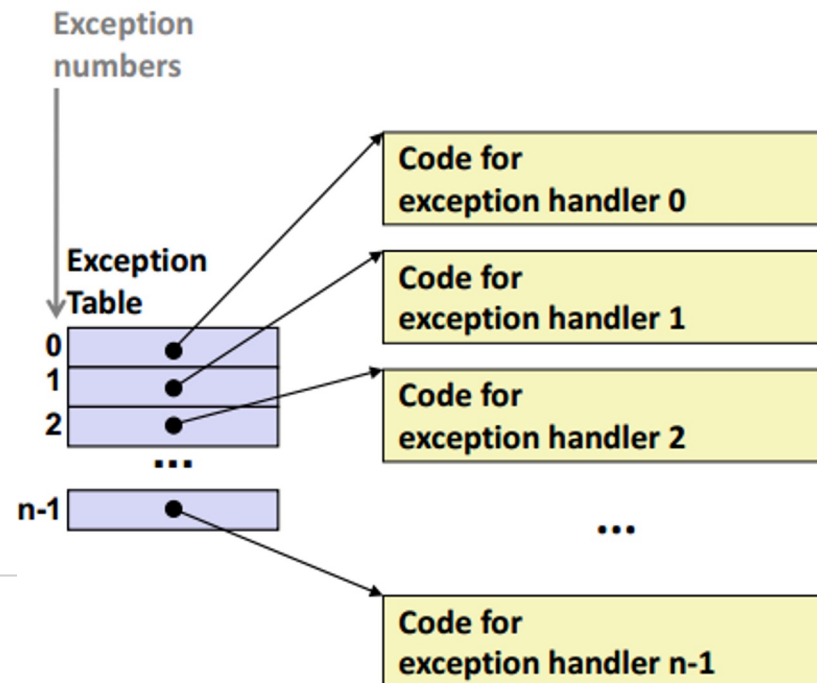 Exception
numbers
Code for
exception handler 0
Exception
Table
Code for
exception handler 1
0
1
2
...
n-1
Code for
exception handler 2
...
Code for
exception handler n-1